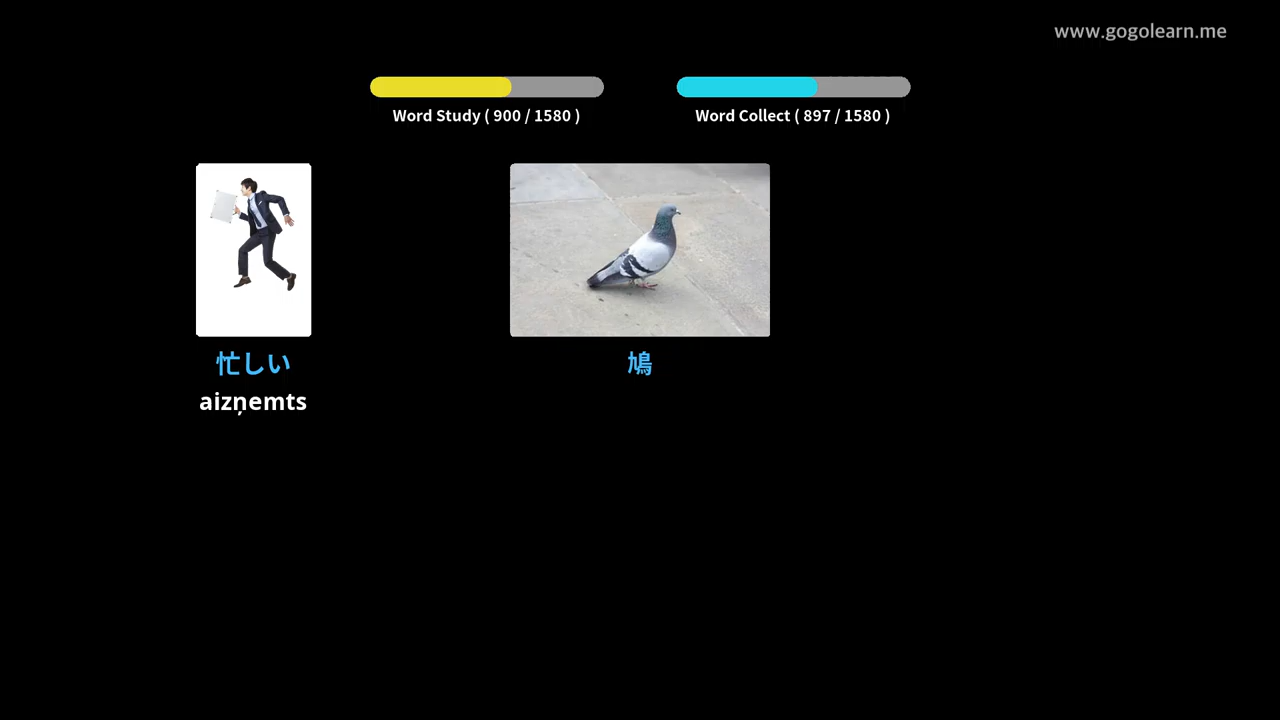 www.gogolearn.me
Word Study ( 900 / 1580 )
Word Collect ( 897 / 1580 )
忙しい
鳩
aizņemts